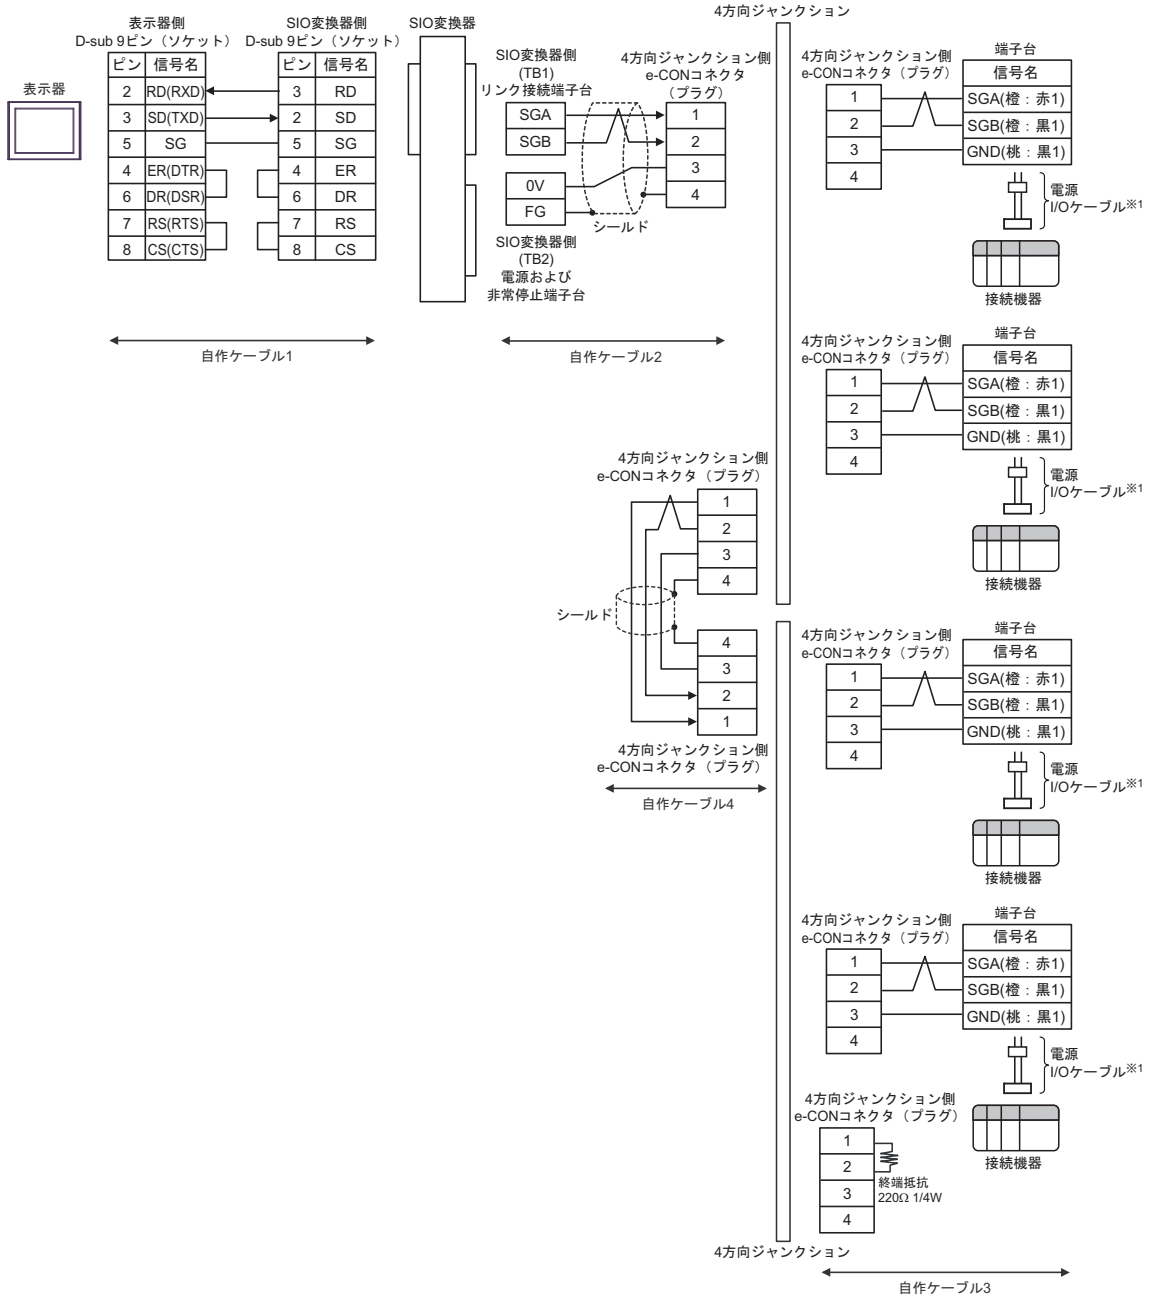 4方向ジャンクション
表示器
表示器側
D-sub 9ピン（ソケット）
ピン 信号名
2 RD(RXD)
3 SD(TXD)
5 SG
4 ER(DTR)
6 DR(DSR)
7 RS(RTS)
8 CS(CTS)
SIO変換器側
D-sub 9ピン（ソケット）
ピン 信号名
3 RD
2 SD
5 SG
4 ER
6 DR
7 RS
8 CS
自作ケーブル1
SIO変換器
SIO変換器側
(TB1)
リンク接続端子台
SGA
SGB
0V
FG
SIO変換器側
(TB2)
電源および
非常停止端子台
シールド
4方向ジャンクション側
e-CONコネクタ
（プラグ）
1
2
3
4
自作ケーブル2
4方向ジャンクション側
e-CONコネクタ（プラグ）
1
2
3
4
端子台
信号名
SGA(橙：赤1)
SGB(橙：黒1)
GND(桃：黒1)
電源
I/Oケーブル※1
接続機器
4方向ジャンクション側
e-CONコネクタ（プラグ）
1
2
3
4
端子台
信号名
SGA(橙：赤1)
SGB(橙：黒1)
GND(桃：黒1)
電源
I/Oケーブル※1
接続機器
4方向ジャンクション側
e-CONコネクタ（プラグ）
1
2
3
4
シールド
4
3
2
1
4方向ジャンクション側
e-CONコネクタ（プラグ）
自作ケーブル4
4方向ジャンクション側
e-CONコネクタ（プラグ）
1
2
3
4
端子台
信号名
SGA(橙：赤1)
SGB(橙：黒1)
GND(桃：黒1)
電源
I/Oケーブル※1
接続機器
4方向ジャンクション側
e-CONコネクタ（プラグ）
1
2
3
4
端子台
信号名
SGA(橙：赤1)
SGB(橙：黒1)
GND(桃：黒1)
電源
I/Oケーブル※1
接続機器
4方向ジャンクション側
e-CONコネクタ（プラグ）
1
2
3
4
終端抵抗
220Ω 1/4W
4方向ジャンクション
自作ケーブル3